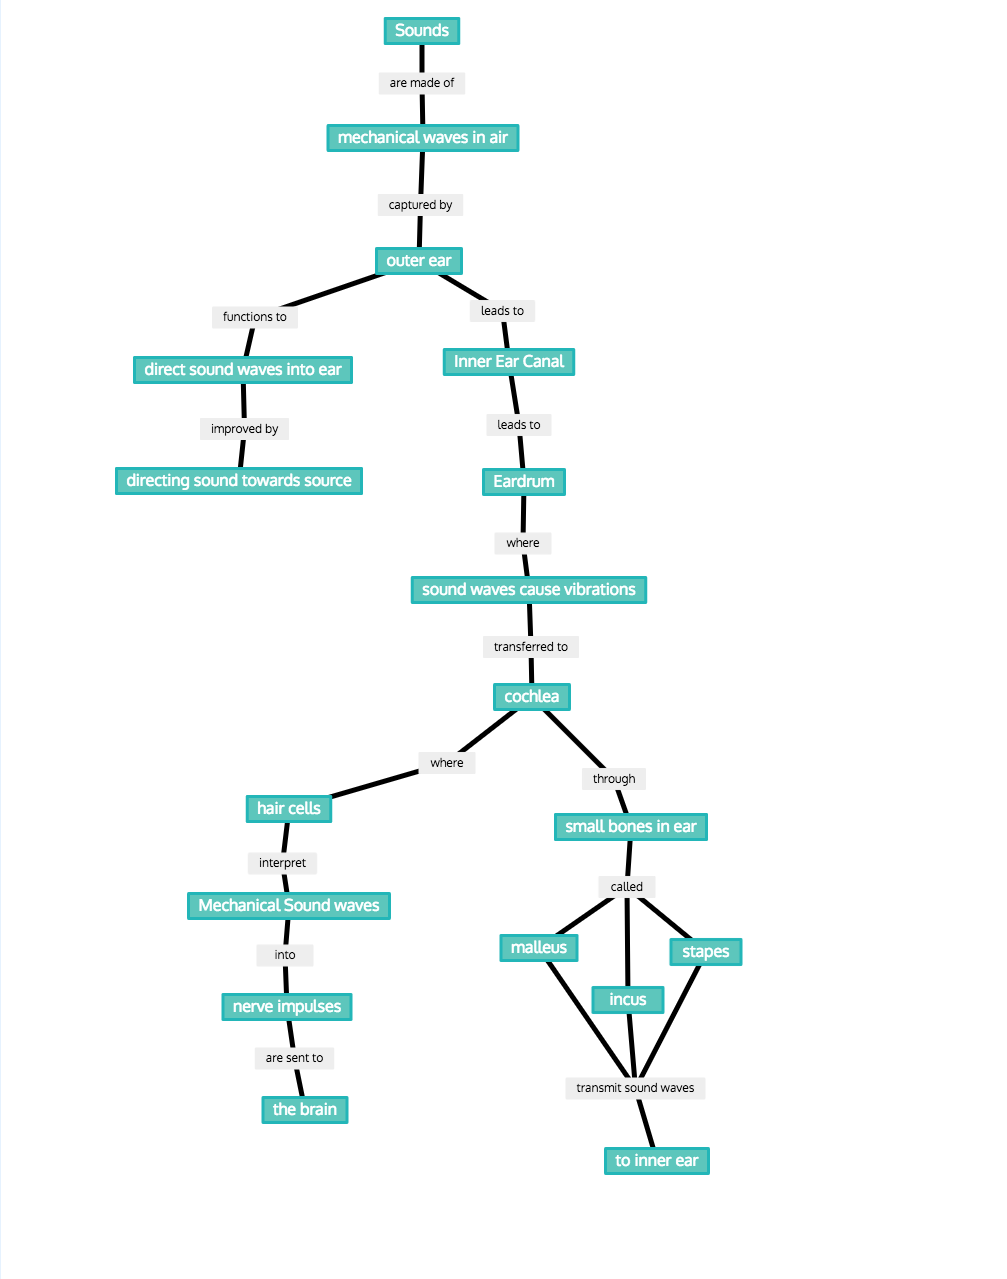 Sounds
are made of
mechanical waves in air
captured by
outer ear
functions to
direct sound waves into ear
improved by
directing sound towards source
leads to
Inner Ear Canal
leads to
Eardrum
where
sound waves cause vibrations
transferred to
cochlea
where
hair cells
interpret
Mechanical Sound waves
into
nerve impulses
are sent to
the brain
through
small bones in ear
called
malleus
incus
stapes
transmit sound waves
to inner ear